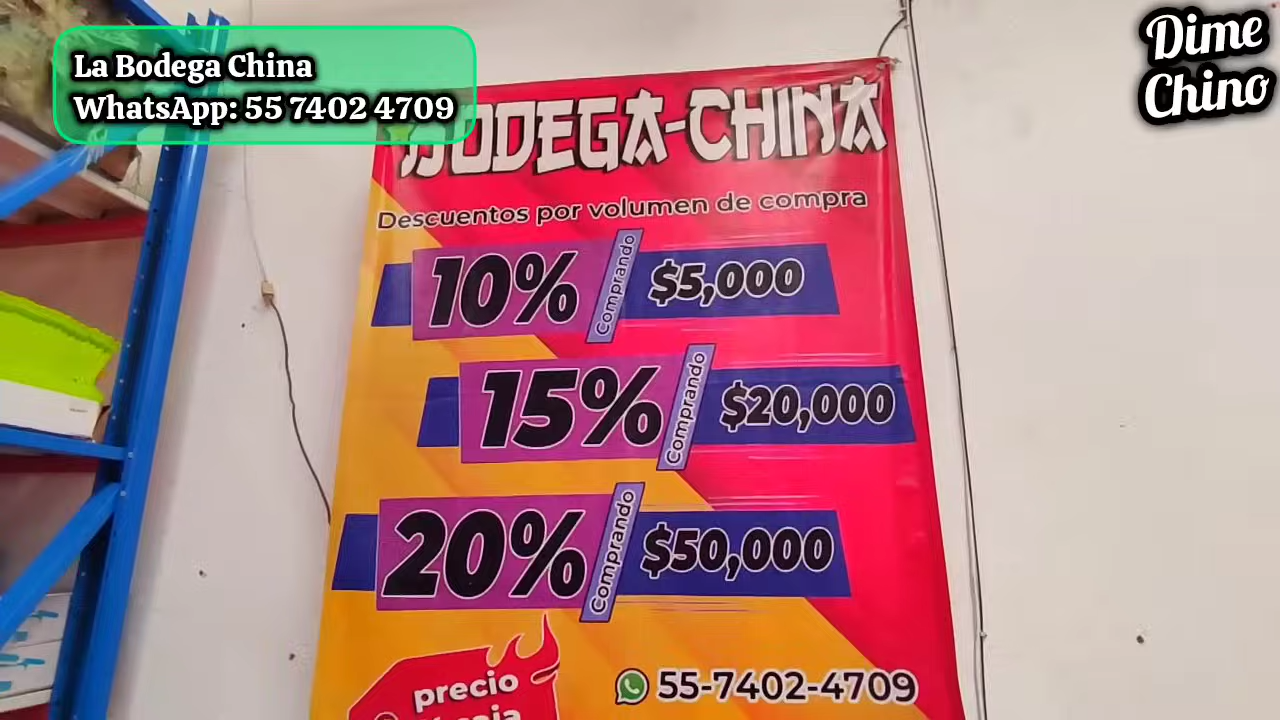 La Bodega China
WhatsApp: 55 7402 4709
Dime
Chino
BODEGA-CHINA
Descuentos por volumen de compra
10% Comprando $5,000
15% Comprando $20,000
20% Comprando $50,000
precio
55-7402-4709